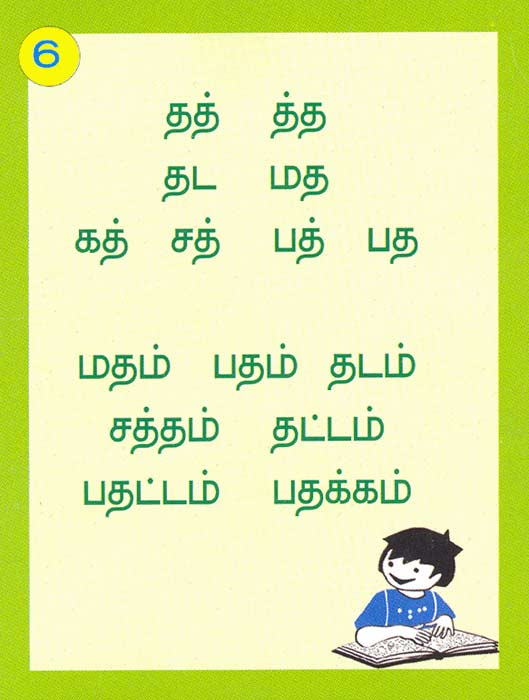 6
தத் த்த
தட மத
கத் சத் பத் பத
மதம் பதம் தடம்
சத்தம் தட்டம்
பதட்டம் பதக்கம்